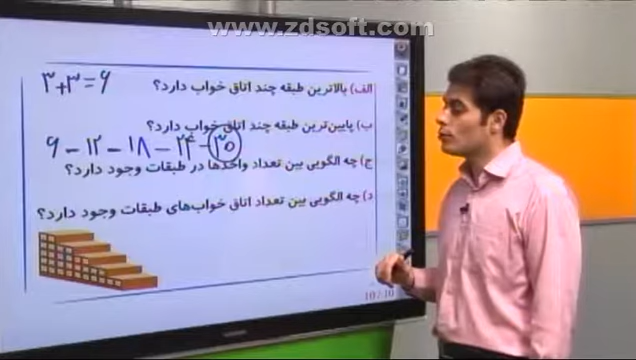 www.zdsoft.com
الف) بالاترین طبقه چند اتاق خواب دارد؟ ۳+۳=۶
ب) پایین‌ترین طبقه چند اتاق خواب دارد؟
۶ - ۱۲ - ۱۸ - ۲۴ - ۳۰
ج) چه الگویی بین تعداد واحدها در طبقات وجود دارد؟
د) چه الگویی بین تعداد اتاق خواب‌های طبقات وجود دارد؟
10 / 10